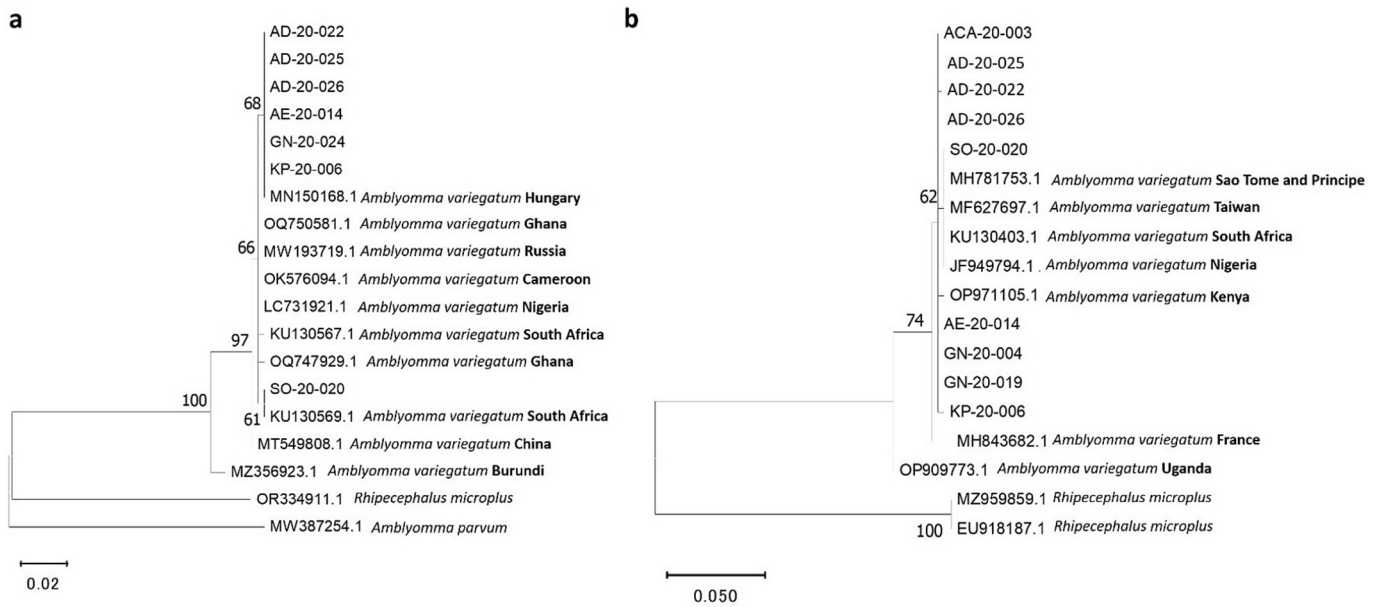 a
AD-20-022
AD-20-025
AD-20-026
68
AE-20-014
GN-20-024
KP-20-006
MN150168.1 Amblyomma variegatum Hungary
OQ750581.1 Amblyomma variegatum Ghana
66
MW193719.1 Amblyomma variegatum Russia
OK576094.1 Amblyomma variegatum Cameroon
LC731921.1 Amblyomma variegatum Nigeria
KU130567.1 Amblyomma variegatum South Africa
97
OQ747929.1 Amblyomma variegatum Ghana
SO-20-020
100
KU130569.1 Amblyomma variegatum South Africa
61
MT549808.1 Amblyomma variegatum China
MZ356923.1 Amblyomma variegatum Burundi
OR334911.1 Rhipecephalus microplus
MW387254.1 Amblyomma parvum
0.02
b
ACA-20-003
AD-20-025
AD-20-022
AD-20-026
SO-20-020
MH781753.1 Amblyomma variegatum Sao Tome and Principe
62
MF627697.1 Amblyomma variegatum Taiwan
KU130403.1 Amblyomma variegatum South Africa
JF949794.1 . Amblyomma variegatum Nigeria
OP971105.1 Amblyomma variegatum Kenya
74
AE-20-014
GN-20-004
GN-20-019
KP-20-006
MH843682.1 Amblyomma variegatum France
OP909773.1 Amblyomma variegatum Uganda
MZ959859.1 Rhipecephalus microplus
100
EU918187.1 Rhipecephalus microplus
0.050